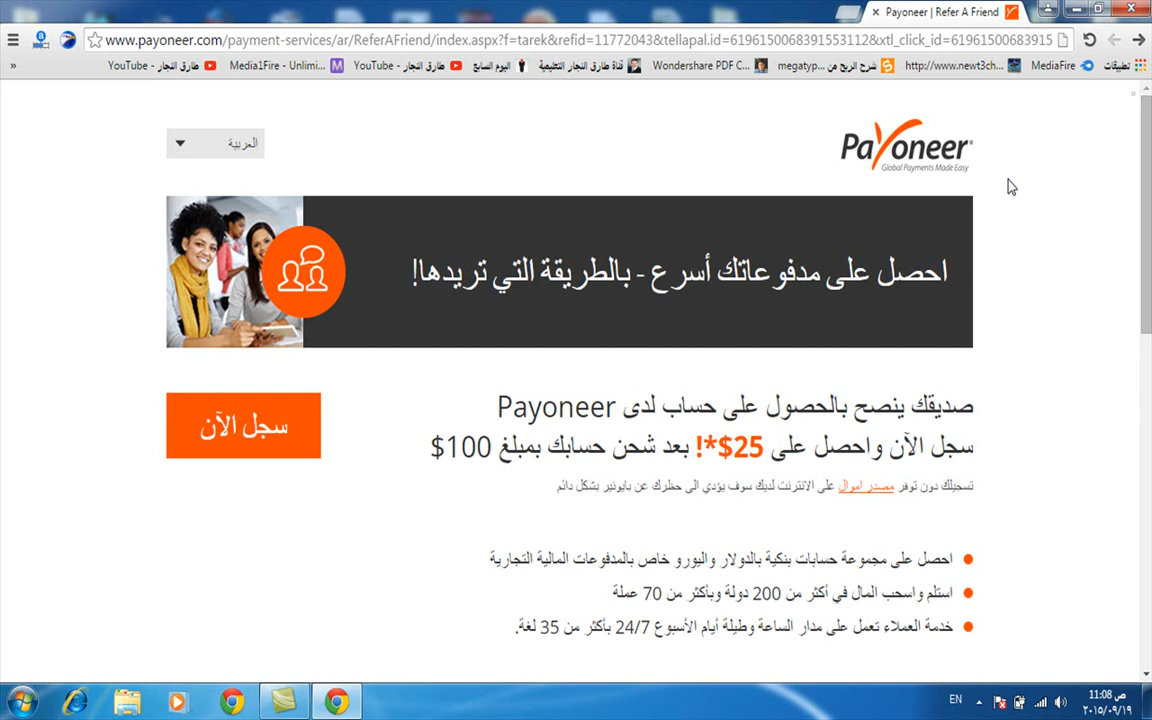 Payoneer | Refer A Friend
www.payoneer.com/payment-services/ar/ReferAFriend/index.aspx?f=tarek&refid=11772043&tellapal.id=61961500683915531​12&xtl_click_id=61961500683915
تطبيقات
MediaFire
http://www.newt3ch...
شرح الربح من megatyp...
Wondershare PDF C...
قناة طارق النجار التعليمية
اليوم السابع
طارق النجار - YouTube
Media1Fire - Unlimi...
طارق النجار - YouTube
»
العربية
Payoneer
Global Payments Made Easy
احصل على مدفوعاتك أسرع - بالطريقة التي تريدها!
صديقك ينصح بالحصول على حساب لدى Payoneer
سجل الآن واحصل على 25$*! بعد شحن حسابك بمبلغ 100$
سجل الآن
تسجيلك دون توفر مصدر اموال على الانترنت لديك سوف يؤدي الى حظرك عن بايونير بشكل دائم
احصل على مجموعة حسابات بنكية بالدولار واليورو خاص بالمدفوعات المالية التجارية
استلم واسحب المال في أكثر من 200 دولة وبأكثر من 70 عملة
خدمة العملاء تعمل على مدار الساعة وطيلة أيام الأسبوع 24/7 بأكثر من 35 لغة.
EN
11:08 ص
٢٠١٥/٠٩/١٩